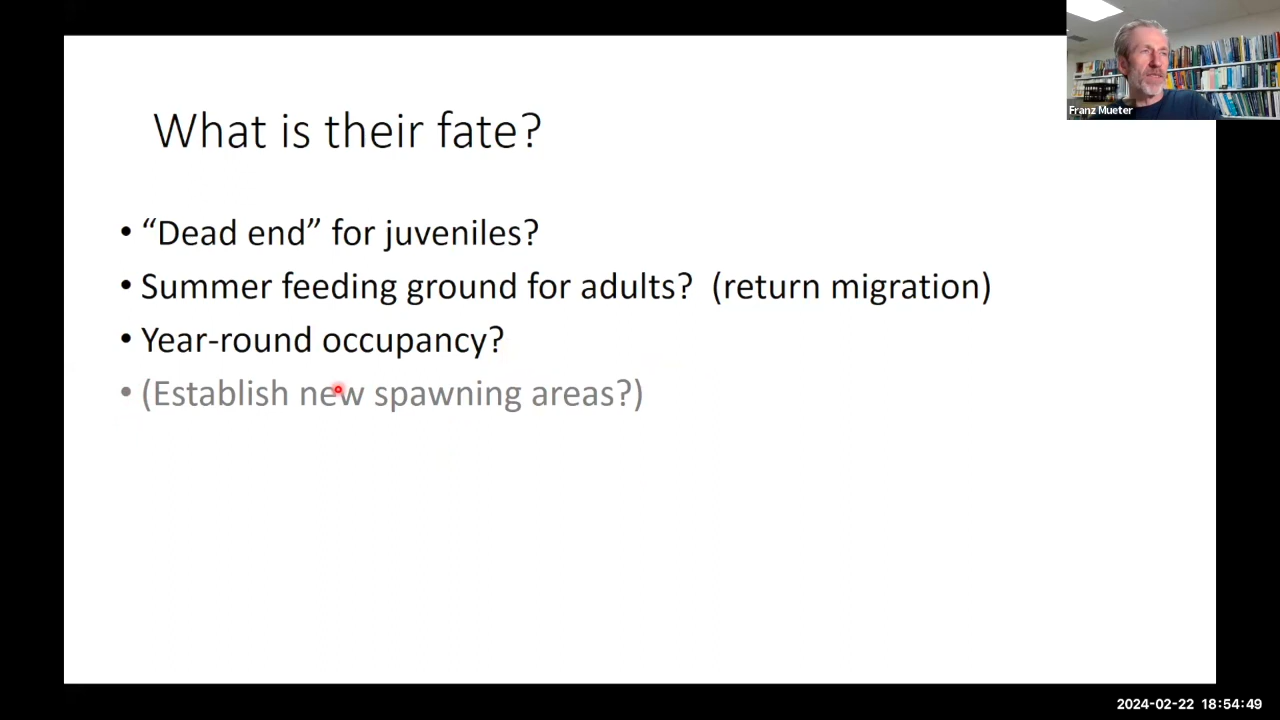 Franz Mueter
What is their fate?
• “Dead end” for juveniles?
• Summer feeding ground for adults? (return migration)
• Year-round occupancy?
• (Establish new spawning areas?)
2024-02-22 18:54:49